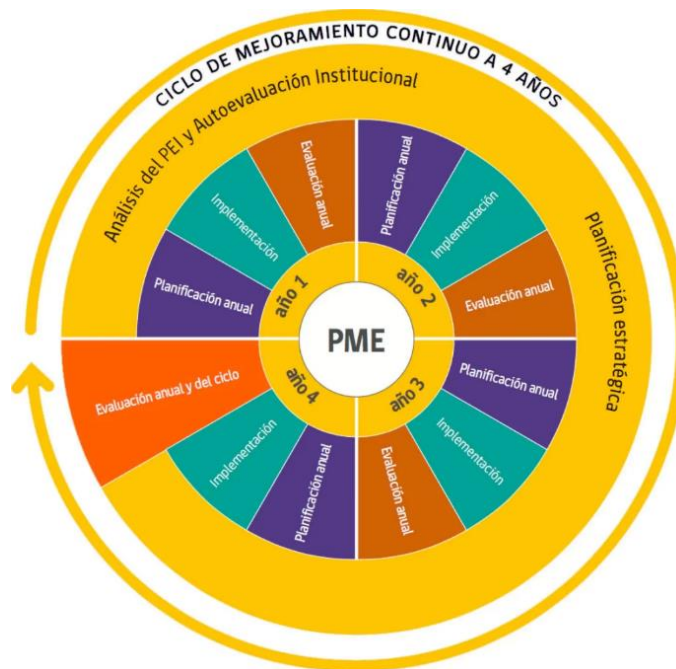 CICLO DE MEJORAMIENTO CONTINUO A 4 AÑOS
Análisis del PEI y Autoevaluación Institucional
Planificación estratégica
PME
año 1
Planificación anual
Implementación
Evaluación anual
año 2
Planificación anual
Implementación
Evaluación anual
año 3
Planificación anual
Implementación
Evaluación anual
año 4
Planificación anual
Implementación
Evaluación anual y del ciclo